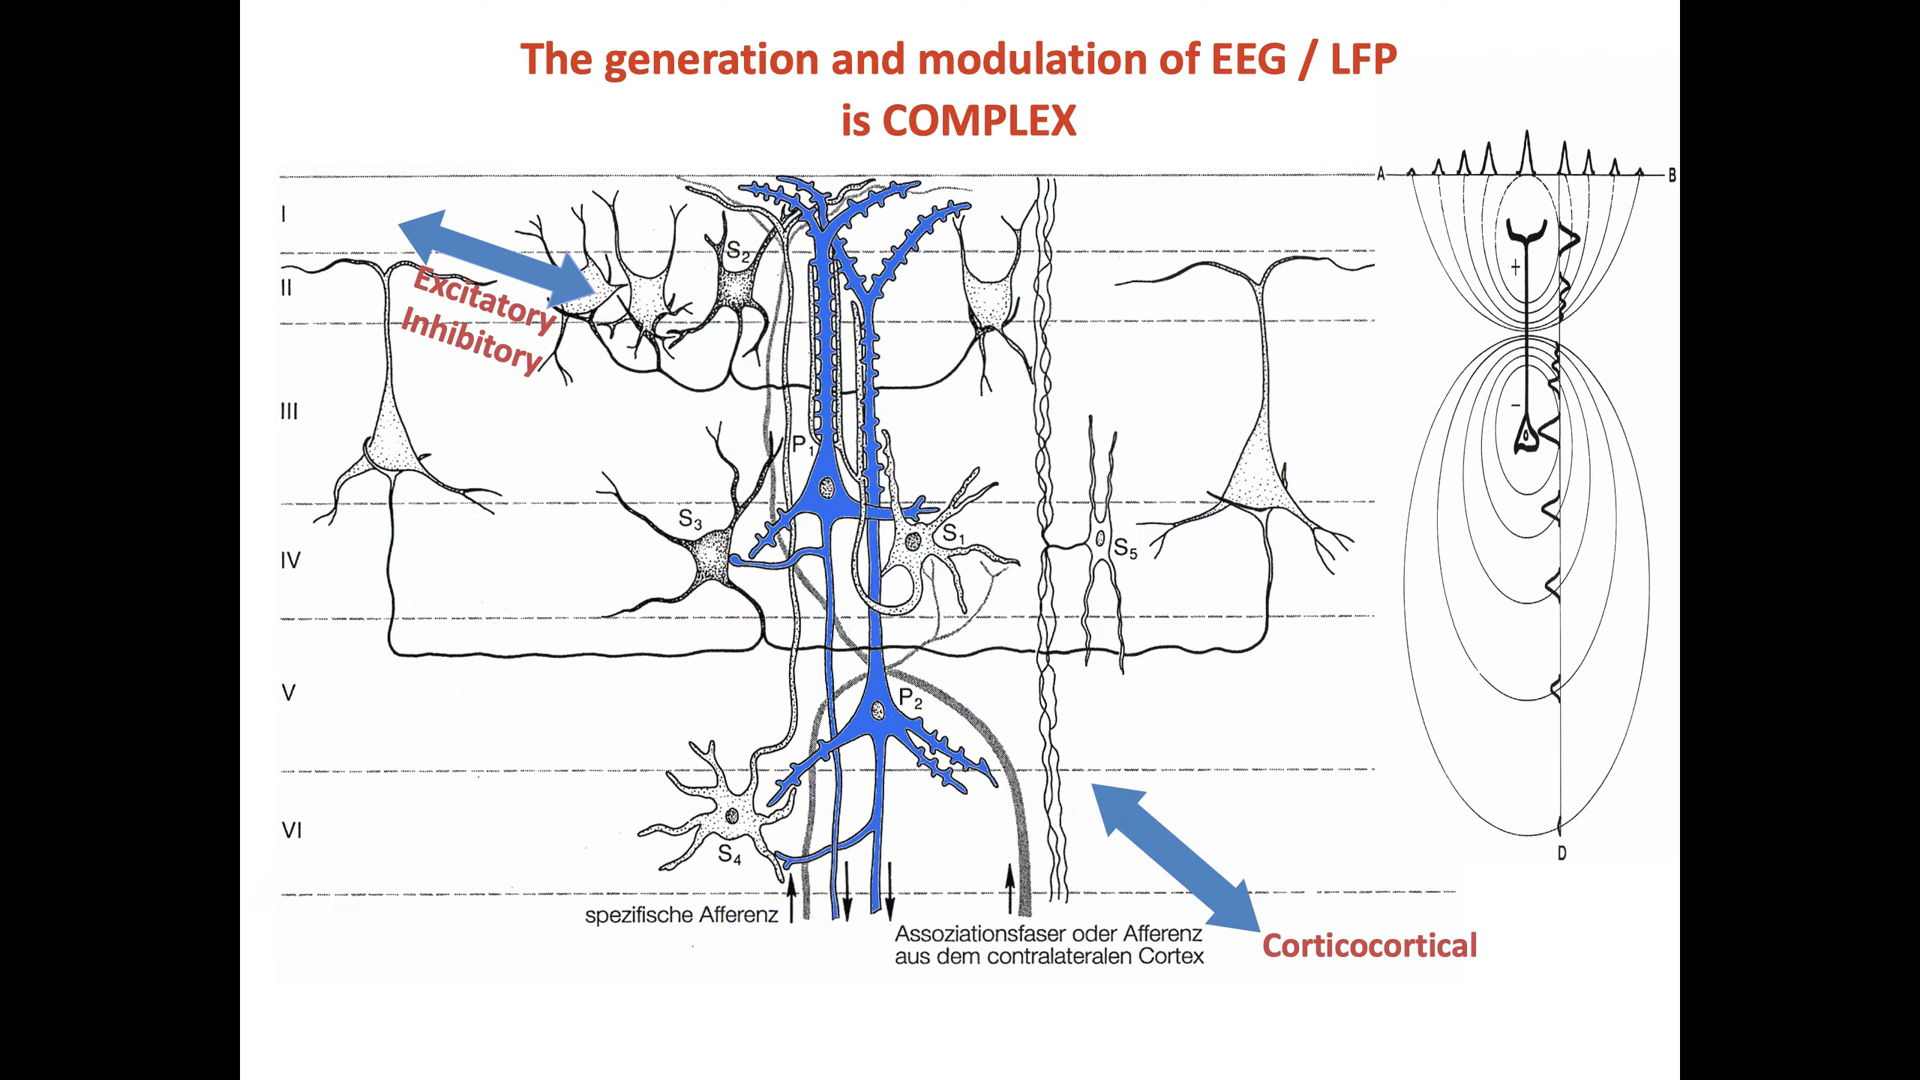 The generation and modulation of EEG / LFP
is COMPLEX
A
B
I
S2
II
+
Excitatory
Inhibitory
III
–
P1
S3
S1
IV
S5
V
P2
VI
S4
D
spezifische Afferenz
Assoziationsfaser oder Afferenz
aus dem contralateralen Cortex
Corticocortical